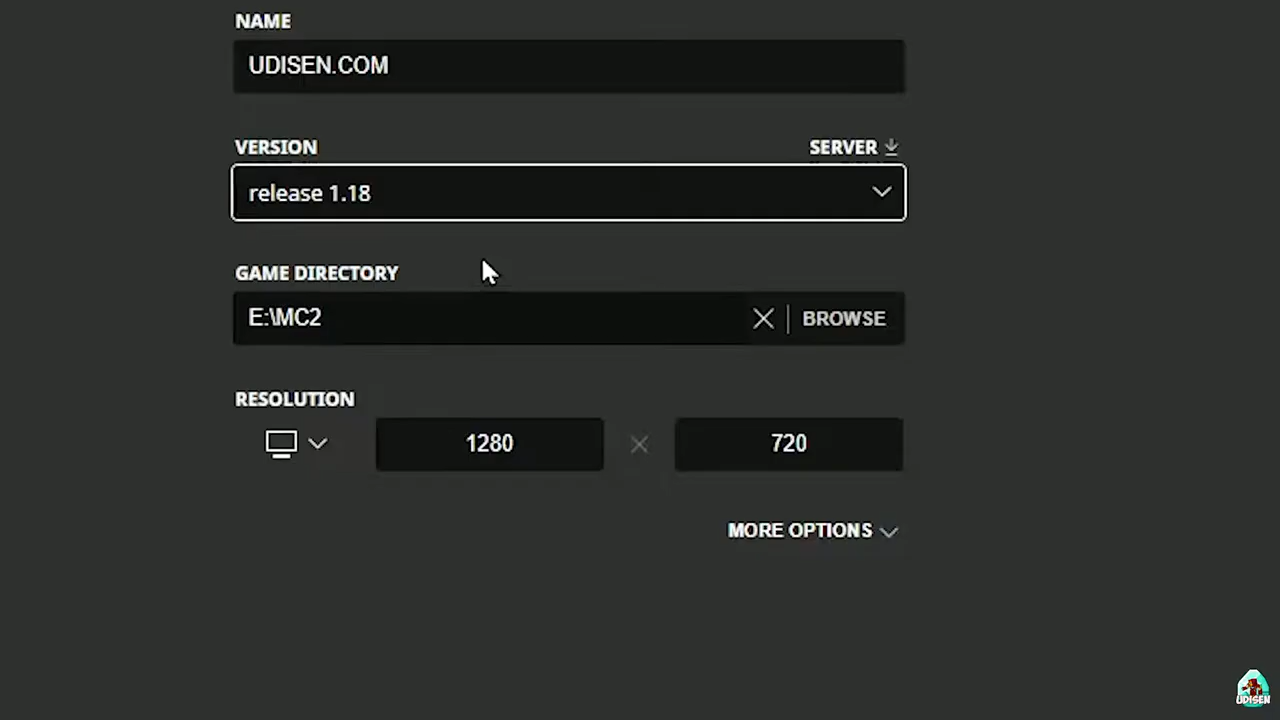 NAME
UDISEN.COM
VERSION
SERVER
release 1.18
GAME DIRECTORY
E:\MC2
BROWSE
RESOLUTION
1280
720
MORE OPTIONS
UDISEN